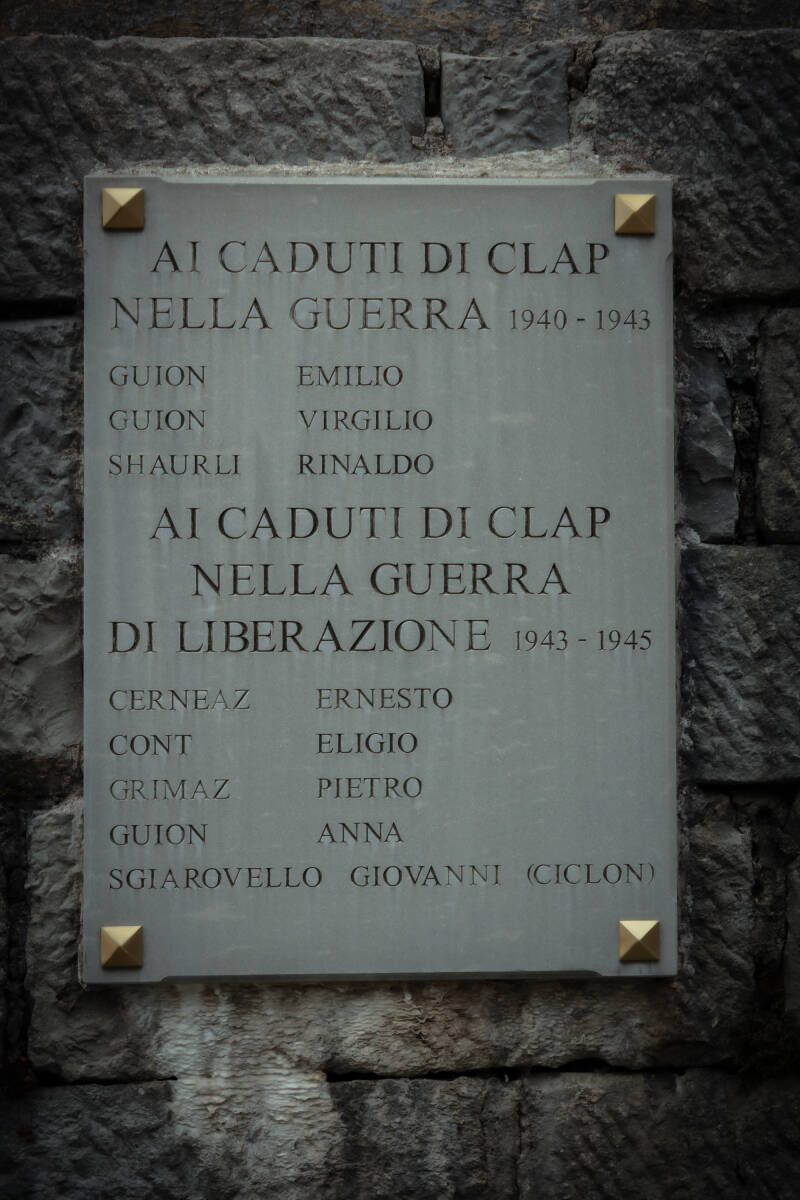 AI CADUTI DI CLAP
NELLA GUERRA 1940 - 1943
GUION EMILIO
GUION VIRGILIO
SHAURLI RINALDO
AI CADUTI DI CLAP
NELLA GUERRA
DI LIBERAZIONE 1943 - 1945
CERNEAZ ERNESTO
CONT ELIGIO
GRIMAZ PIETRO
GUION ANNA
SGIAROVELLO GIOVANNI (CICLON)